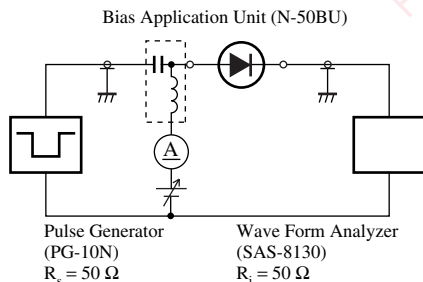 Bias Application Unit (N-50BU)
A
Pulse Generator
(PG-10N)
Rs = 50 Ω
Wave Form Analyzer
(SAS-8130)
Ri = 50 Ω